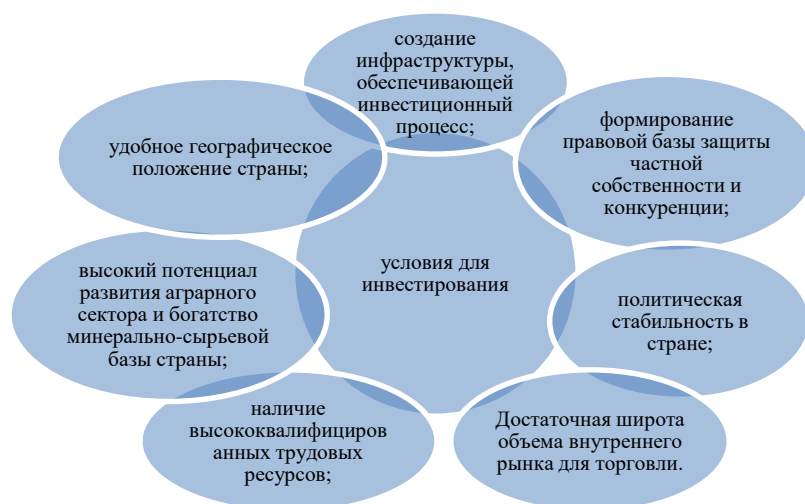 создание
инфраструктуры,
обеспечивающей
инвестиционный
процесс;
формирование
правовой базы защиты
частной
собственности и
конкуренции;
политическая
стабильность в
стране;
Достаточная широта
объема внутреннего
рынка для торговли.
наличие
высококвалифициров
анных трудовых
ресурсов;
высокий потенциал
развития аграрного
сектора и богатство
минерально-сырьевой
базы страны;
удобное географическое
положение страны;
условия для
инвестирования